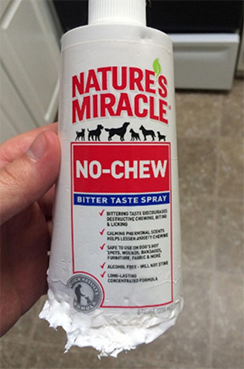 NATURE'S
MIRACLE®
NO-CHEW
BITTER TASTE SPRAY
BITTERING TASTE DISCOURAGES
DESTRUCTIVE CHEWING, BITING
& LICKING
CALMING PHEROMONAL SCENTS
HELPS LESSEN ANXIETY CHEWING
SAFE TO USE ON DOG'S HOT
SPOTS, WOUNDS, BANDAGES,
FURNITURE, FABRIC & MORE
ALCOHOL FREE - WILL NOT STING
LONG-LASTING
CONCENTRATED FORMULA